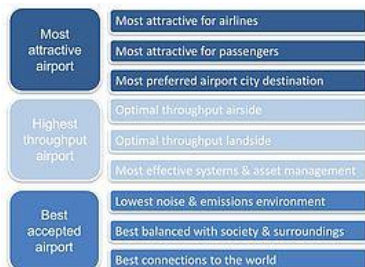 Most
attractive
airport
Most attractive for airlines
Most attractive for passengers
Most preferred airport city destination
Highest
throughput
airport
Optimal throughput airside
Optimal throughput landside
Most effective systems & asset management
Best
accepted
airport
Lowest noise & emissions environment
Best balanced with society & surroundings
Best connections to the world